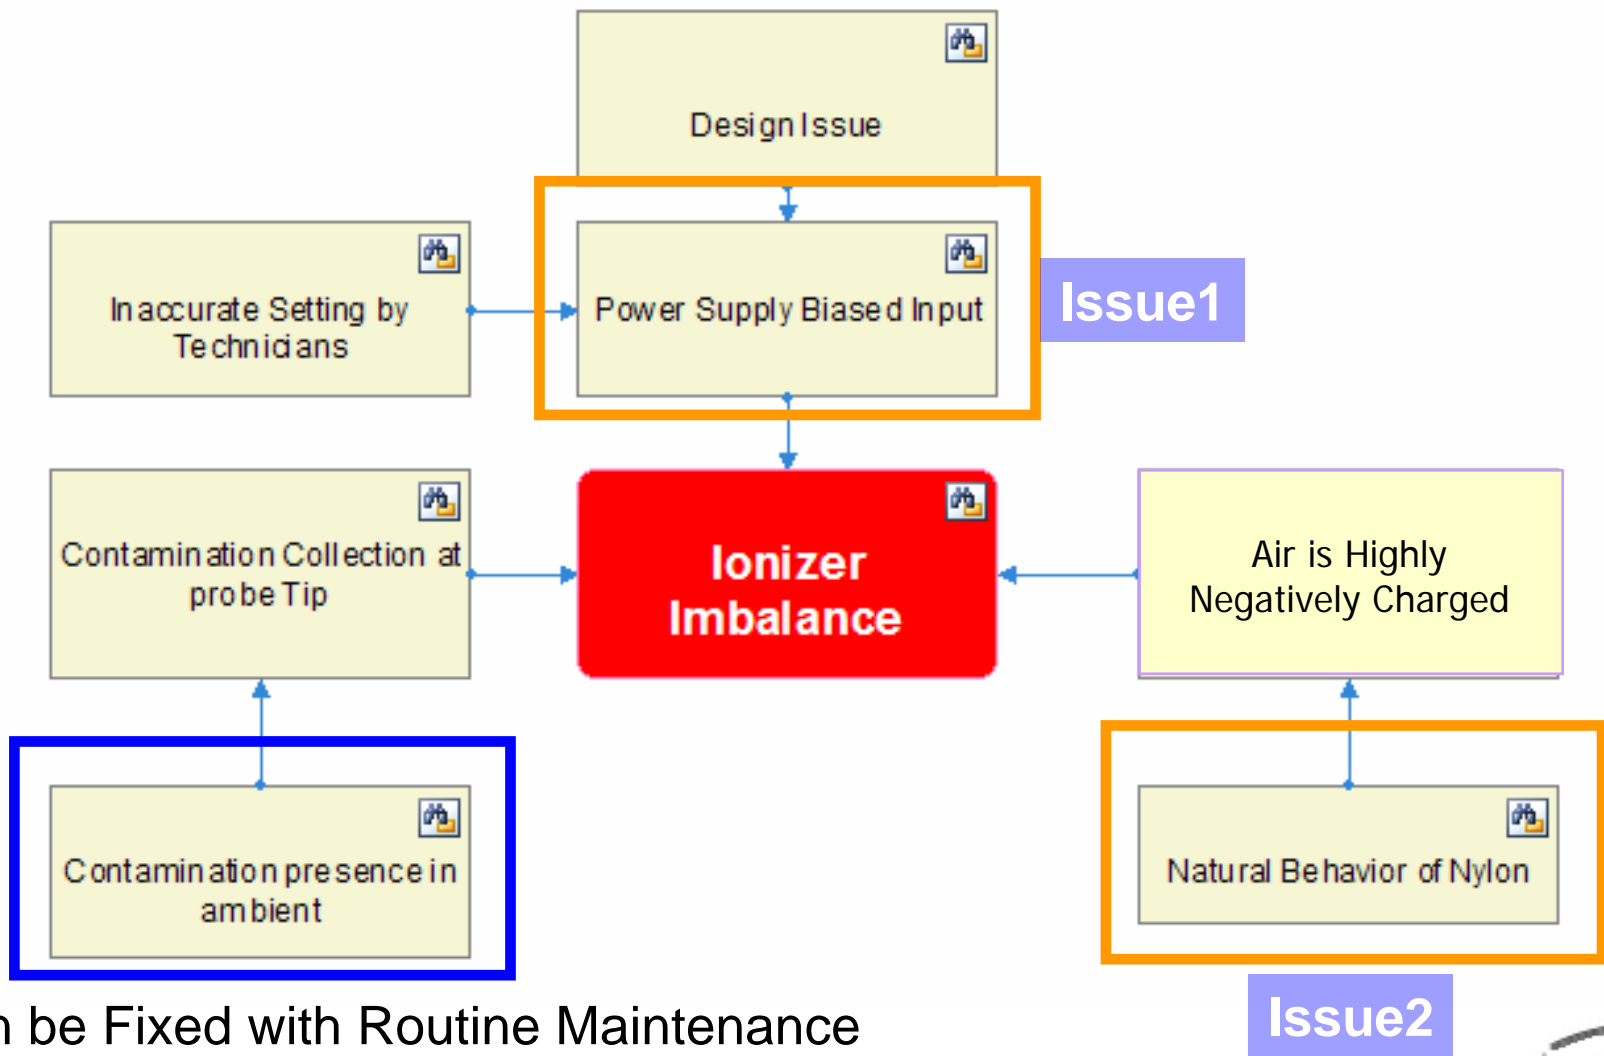 Design Issue
Inaccurate Setting by
Technicians
Power Supply Biased Input
Issue1
Contamination Collection at
probe Tip
Ionizer
Imbalance
Air is Highly
Negatively Charged
Contamination presence in
ambient
Natural Behavior of Nylon
be Fixed with Routine Maintenance
Issue2